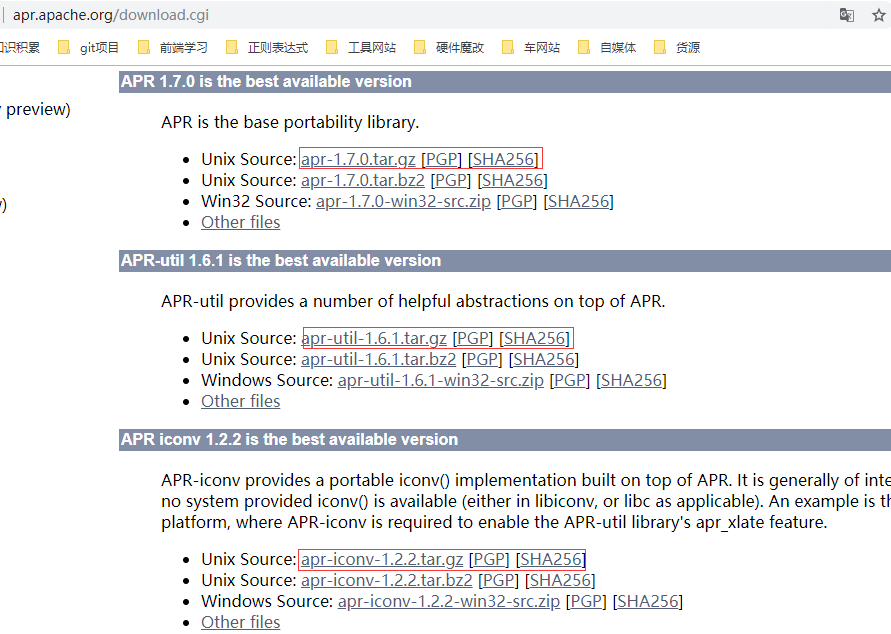 apr.apache.org/download.cgi
识积累 git项目 前端学习 正则表达式 工具网站 硬件魔改 车网站 自媒体 货源
APR 1.7.0 is the best available version
preview)
APR is the base portability library.
Unix Source: apr-1.7.0.tar.gz [PGP] [SHA256]
Unix Source: apr-1.7.0.tar.bz2 [PGP] [SHA256]
Win32 Source: apr-1.7.0-win32-src.zip [PGP] [SHA256]
Other files
APR-util 1.6.1 is the best available version
APR-util provides a number of helpful abstractions on top of APR.
Unix Source: apr-util-1.6.1.tar.gz [PGP] [SHA256]
Unix Source: apr-util-1.6.1.tar.bz2 [PGP] [SHA256]
Windows Source: apr-util-1.6.1-win32-src.zip [PGP] [SHA256]
Other files
APR iconv 1.2.2 is the best available version
APR-iconv provides a portable iconv() implementation built on top of APR. It is generally of inte
no system provided iconv() is available (either in libiconv, or libc as applicable). An example is th
platform, where APR-iconv is required to enable the APR-util library's apr_xlate feature.
Unix Source: apr-iconv-1.2.2.tar.gz [PGP] [SHA256]
Unix Source: apr-iconv-1.2.2.tar.bz2 [PGP] [SHA256]
Windows Source: apr-iconv-1.2.2-win32-src.zip [PGP] [SHA256]
Other files